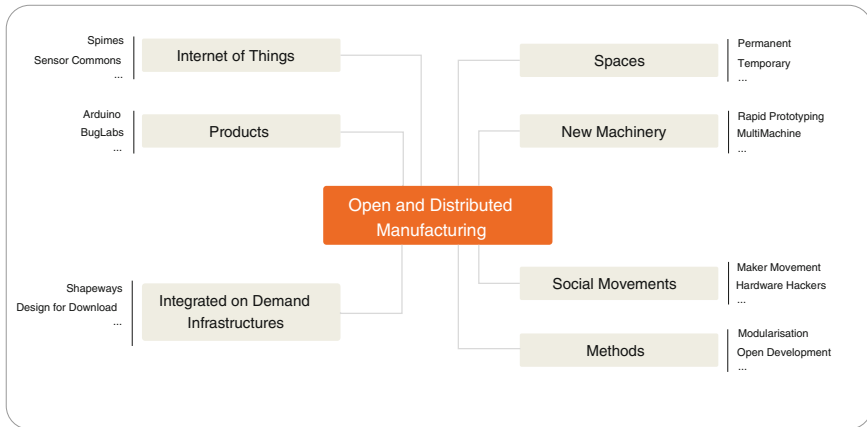 Spimes
Sensor Commons
...
Internet of Things
Arduino
BugLabs
...
Products
Shapeways
Design for Download
...
Integrated on Demand
Infrastructures
Open and Distributed
Manufacturing
Spaces
Permanent
Temporary
...
New Machinery
Rapid Prototyping
MultiMachine
...
Social Movements
Maker Movement
Hardware Hackers
...
Methods
Modularisation
Open Development
...